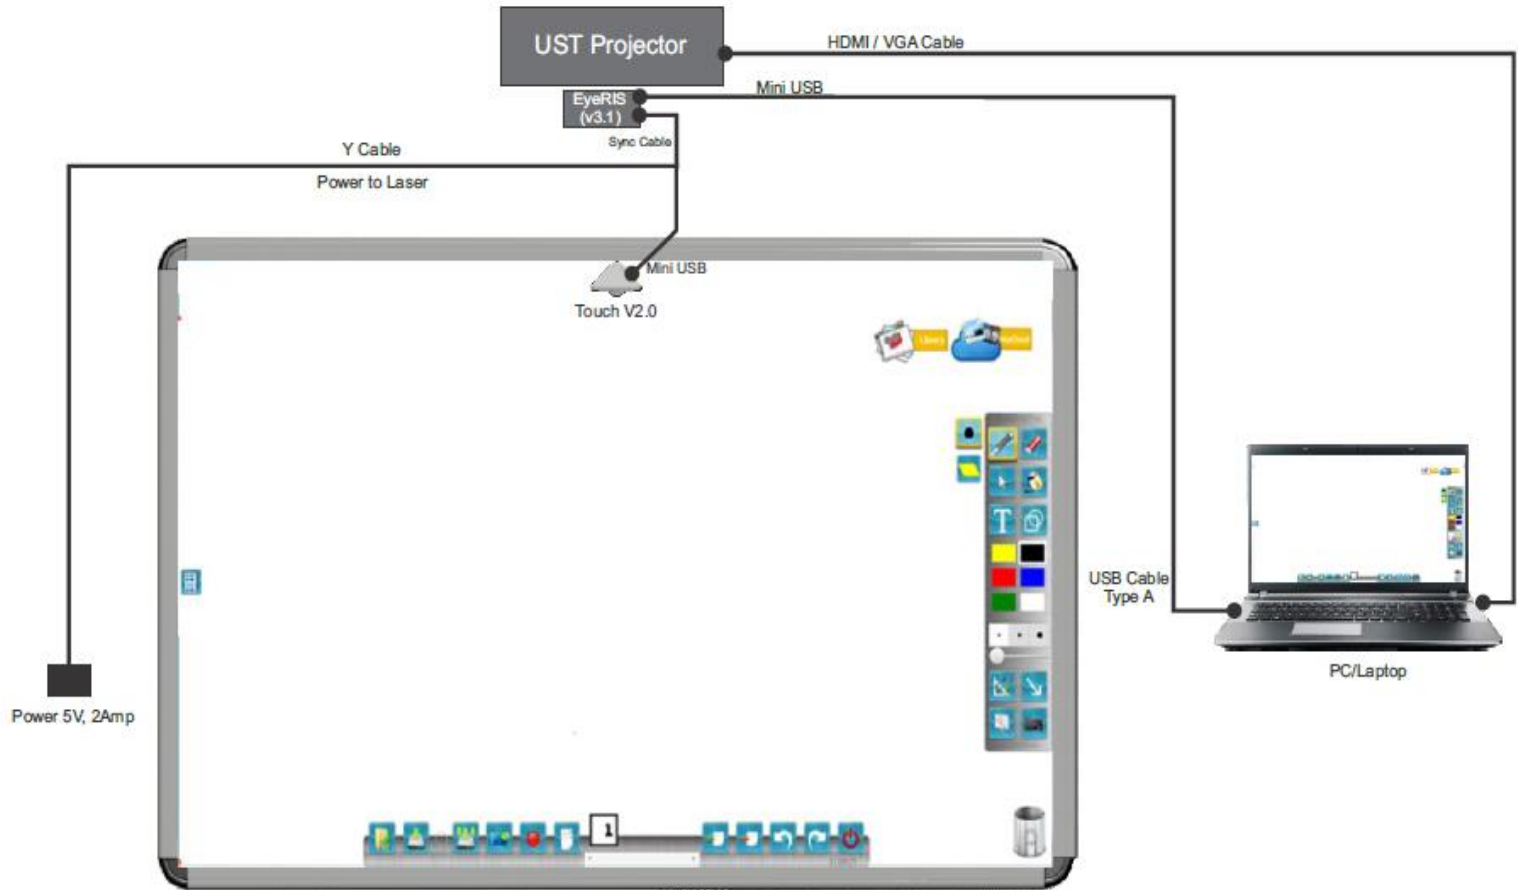 UST Projector
HDMI / VGA Cable
Mini USB
EyeRIS
(v3.1)
Sync Cable
Y Cable
Power to Laser
Mini USB
Touch V2.0
Library
T
USB Cable
Type A
PC/Laptop
Power 5V, 2Amp
1